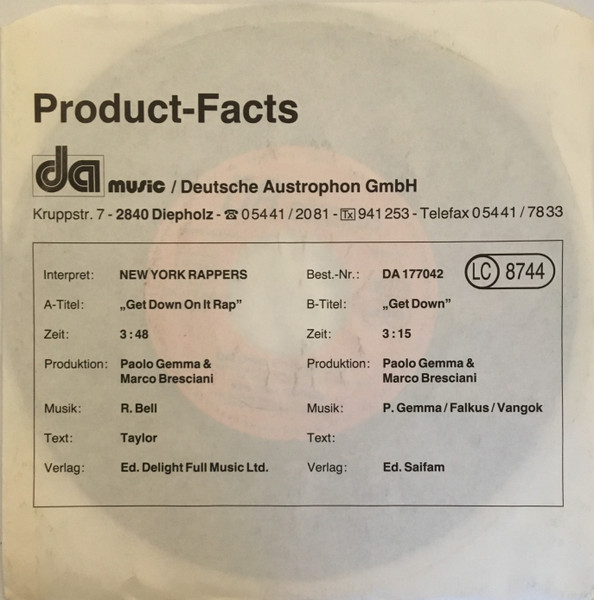 Product-Facts
da music / Deutsche Austrophon GmbH
Kruppstr. 7 - 2840 Diepholz - ☎ 05441/2081 - Tx 941 253 - Telefax 05441/7833
Interpret: NEW YORK RAPPERS Best.-Nr.: DA 177042 LC 8744
A-Titel: „Get Down On It Rap” B-Titel: „Get Down”
Zeit: 3:48 Zeit: 3:15
Produktion: Paolo Gemma & Produktion: Paolo Gemma &
Marco Bresciani Marco Bresciani
Musik: R. Bell Musik: P. Gemma/Falkus/Vangok
Text: Taylor Text:
Verlag: Ed. Delight Full Music Ltd. Verlag: Ed. Saifam